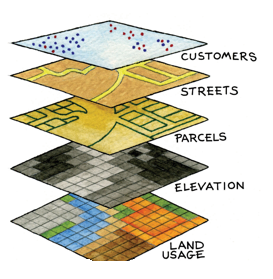 CUSTOMERS
STREETS
PARCELS
ELEVATION
LAND
USAGE